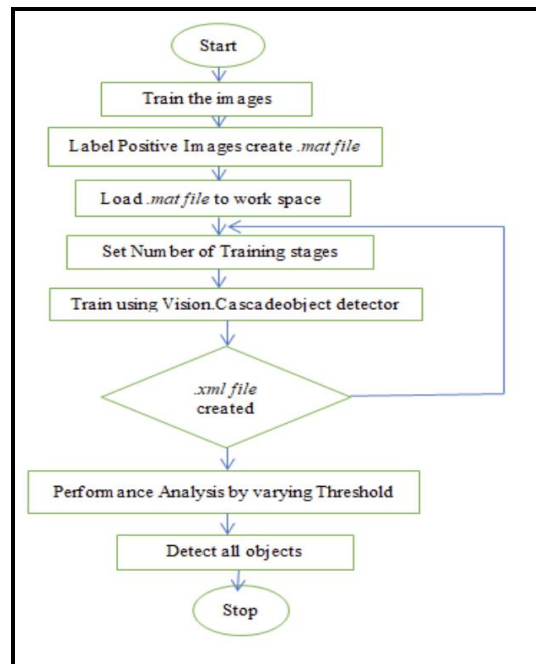 Start
Train the images
Label Positive Images create .mat file
Load .mat file to work space
Set Number of Training stages
Train using Vision.Cascadeobject detector
.xml file
created
Performance Analysis by varying Threshold
Detect all objects
Stop